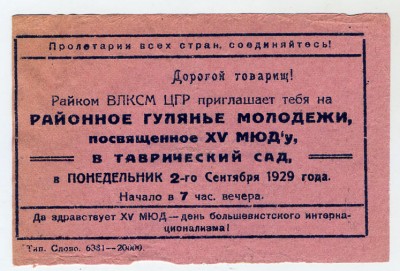 Пролетарии всех стран, соединяйтесь!
Дорогой товарищ!
Райком ВЛКСМ ЦГР приглашает тебя на
РАЙОННОЕ ГУЛЯНЬЕ МОЛОДЕЖИ,
посвященное XV МЮД'у,
В ТАВРИЧЕСКИЙ САД,
в ПОНЕДЕЛЬНИК 2-го Сентября 1929 года.
Начало в 7 час. вечера.
Да здравствует XV МЮД—день большевистского интерна-
ционализма!
Тип. Слово. 6381—20000.